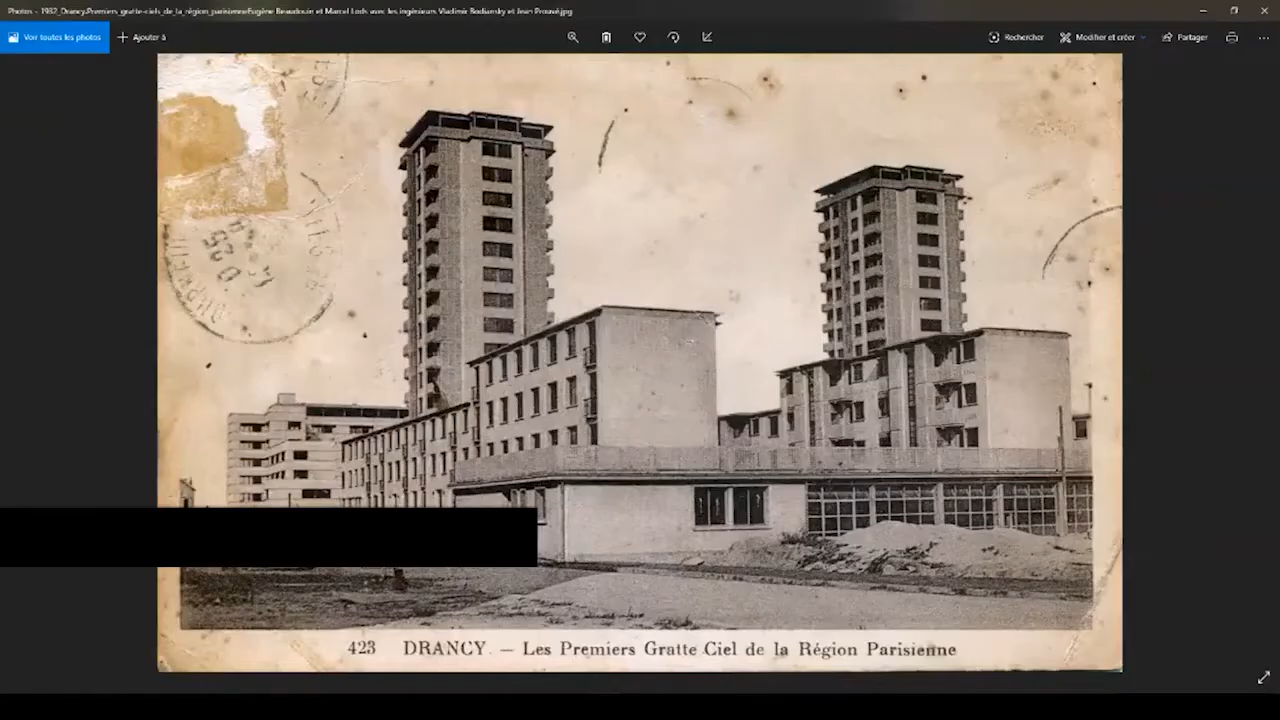 Photos - 1932_Drancy.Premiers_gratte-ciels_de_la_région_parisienneEugène Beaudouin et Marcel Lods avec les ingénieurs Vladimir Bodiansky et Jean Prouvé.jpg
Voir toutes les photos
Ajouter à
Rechercher
Modifier et créer
Partager
423 DRANCY. — Les Premiers Gratte Ciel de la Région Parisienne